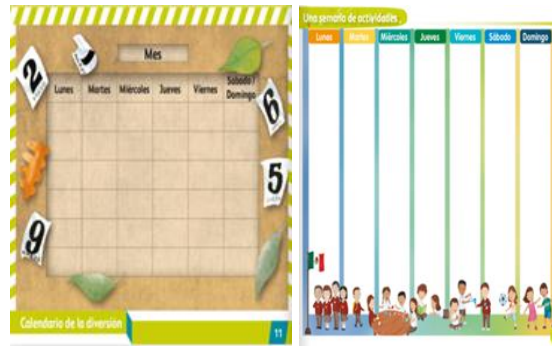 Mes
Lunes Martes Miércoles Jueves Viernes Sábado / Domingo
2
6
5
9
Calendario de la diversión
11
Una semana de actividades
Lunes Martes Miércoles Jueves Viernes Sábado Domingo